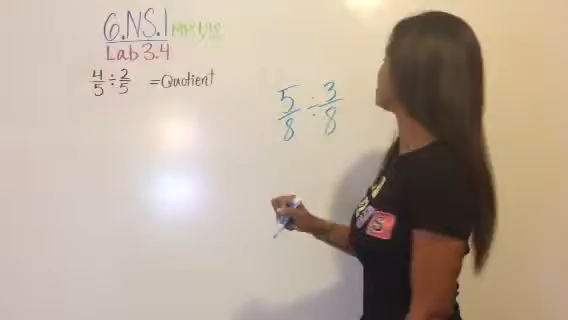 6.NS.1
Lab 3.4
4/5 ÷ 2/5 = Quotient
5/8 ÷ 3/8